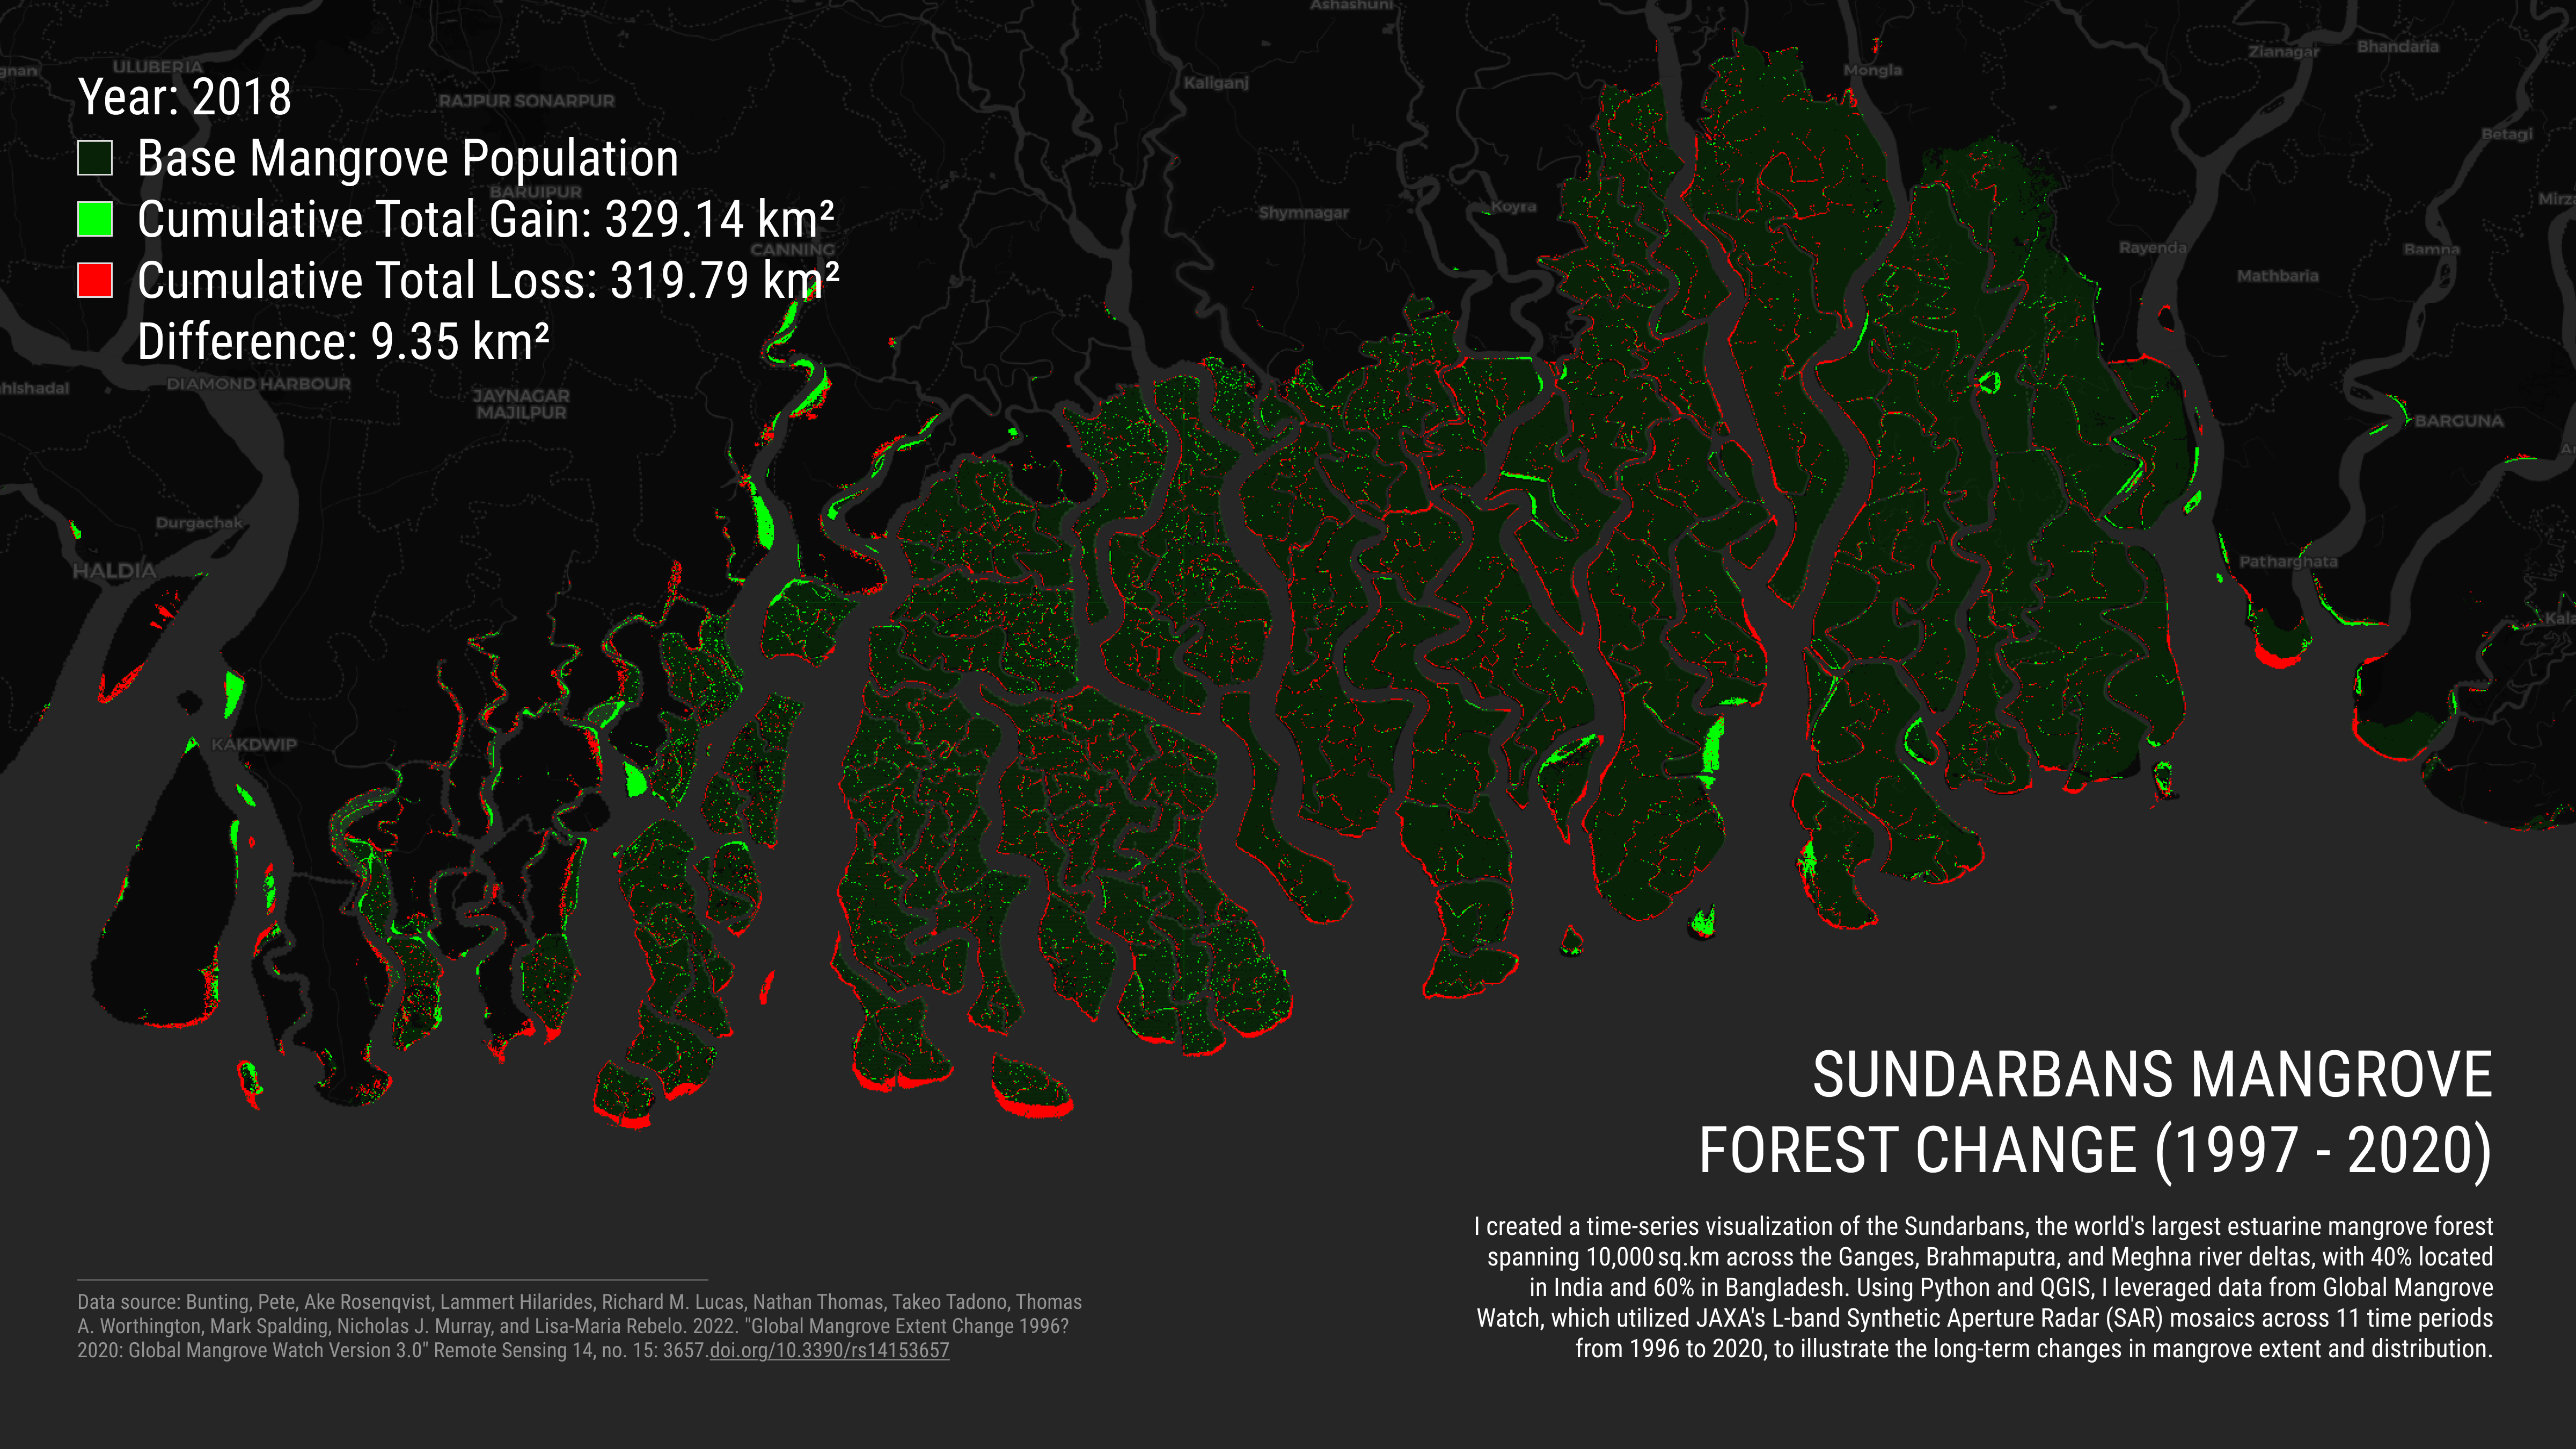 Year: 2018
Base Mangrove Population
Cumulative Total Gain: 329.14 km²
Cumulative Total Loss: 319.79 km²
Difference: 9.35 km²
Ashashuni
ULUBERIA
gnan
RAJPUR SONARPUR
BARUIPUR
CANNING
Kaliganj
Mongla
Zianagar
Bhandaria
Betagi
Shymnagar
Koyra
Rayenda
Bamna
Mathbaria
hishadal
DIAMOND HARBOUR
JAYNAGAR
MAJILPUR
BARGUNA
Durgachak
HALDIA
Patharghata
KAKDWIP
SUNDARBANS MANGROVE
FOREST CHANGE (1997 - 2020)
I created a time-series visualization of the Sundarbans, the world's largest estuarine mangrove forest
spanning 10,000 sq.km across the Ganges, Brahmaputra, and Meghna river deltas, with 40% located
in India and 60% in Bangladesh. Using Python and QGIS, I leveraged data from Global Mangrove
Watch, which utilized JAXA's L-band Synthetic Aperture Radar (SAR) mosaics across 11 time periods
from 1996 to 2020, to illustrate the long-term changes in mangrove extent and distribution.
Data source: Bunting, Pete, Ake Rosenqvist, Lammert Hilarides, Richard M. Lucas, Nathan Thomas, Takeo Tadono, Thomas
A. Worthington, Mark Spalding, Nicholas J. Murray, and Lisa-Maria Rebelo. 2022. "Global Mangrove Extent Change 1996?
2020: Global Mangrove Watch Version 3.0" Remote Sensing 14, no. 15: 3657.doi.org/10.3390/rs14153657